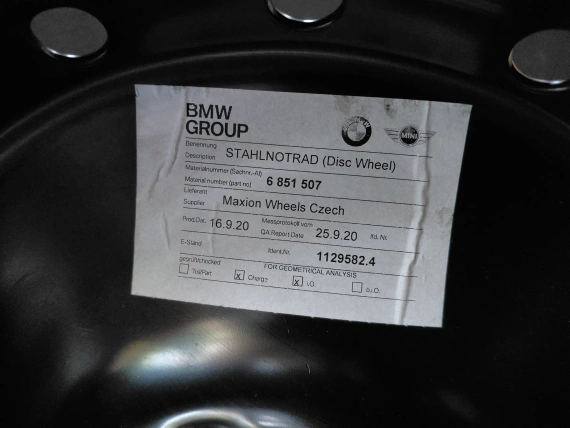 BMW
GROUP
MINI
Benennung
Description STAHLNOTRAD (Disc Wheel)
Materialnummer (Sachnr.-AI)
Material number (part no) 6 851 507
Lieferant
Supplier Maxion Wheels Czech
Prod.Dat. 16.9.20 Massprotokoll vom
QA Report Date 25.9.20 lfd. Nr.
E-Stand Ident.Nr. 1129582.4
geprüft/checked FOR GEOMETRICAL ANALYSIS
Teil/Part x Charge x i.O. b.i.O.